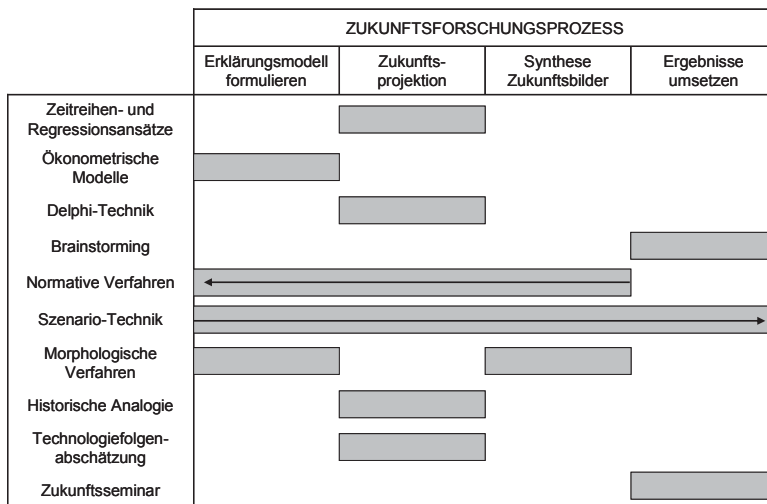 ZUKUNFTSFORSCHUNGSPROZESS
Erklärungsmodell
formulieren
Zukunfts-
projektion
Synthese
Zukunftsbilder
Ergebnisse
umsetzen
Zeitreihen- und
Regressionsansätze
Ökonometrische
Modelle
Delphi-Technik
Brainstorming
Normative Verfahren
Szenario-Technik
Morphologische
Verfahren
Historische Analogie
Technologiefolgen-
abschätzung
Zukunftsseminar